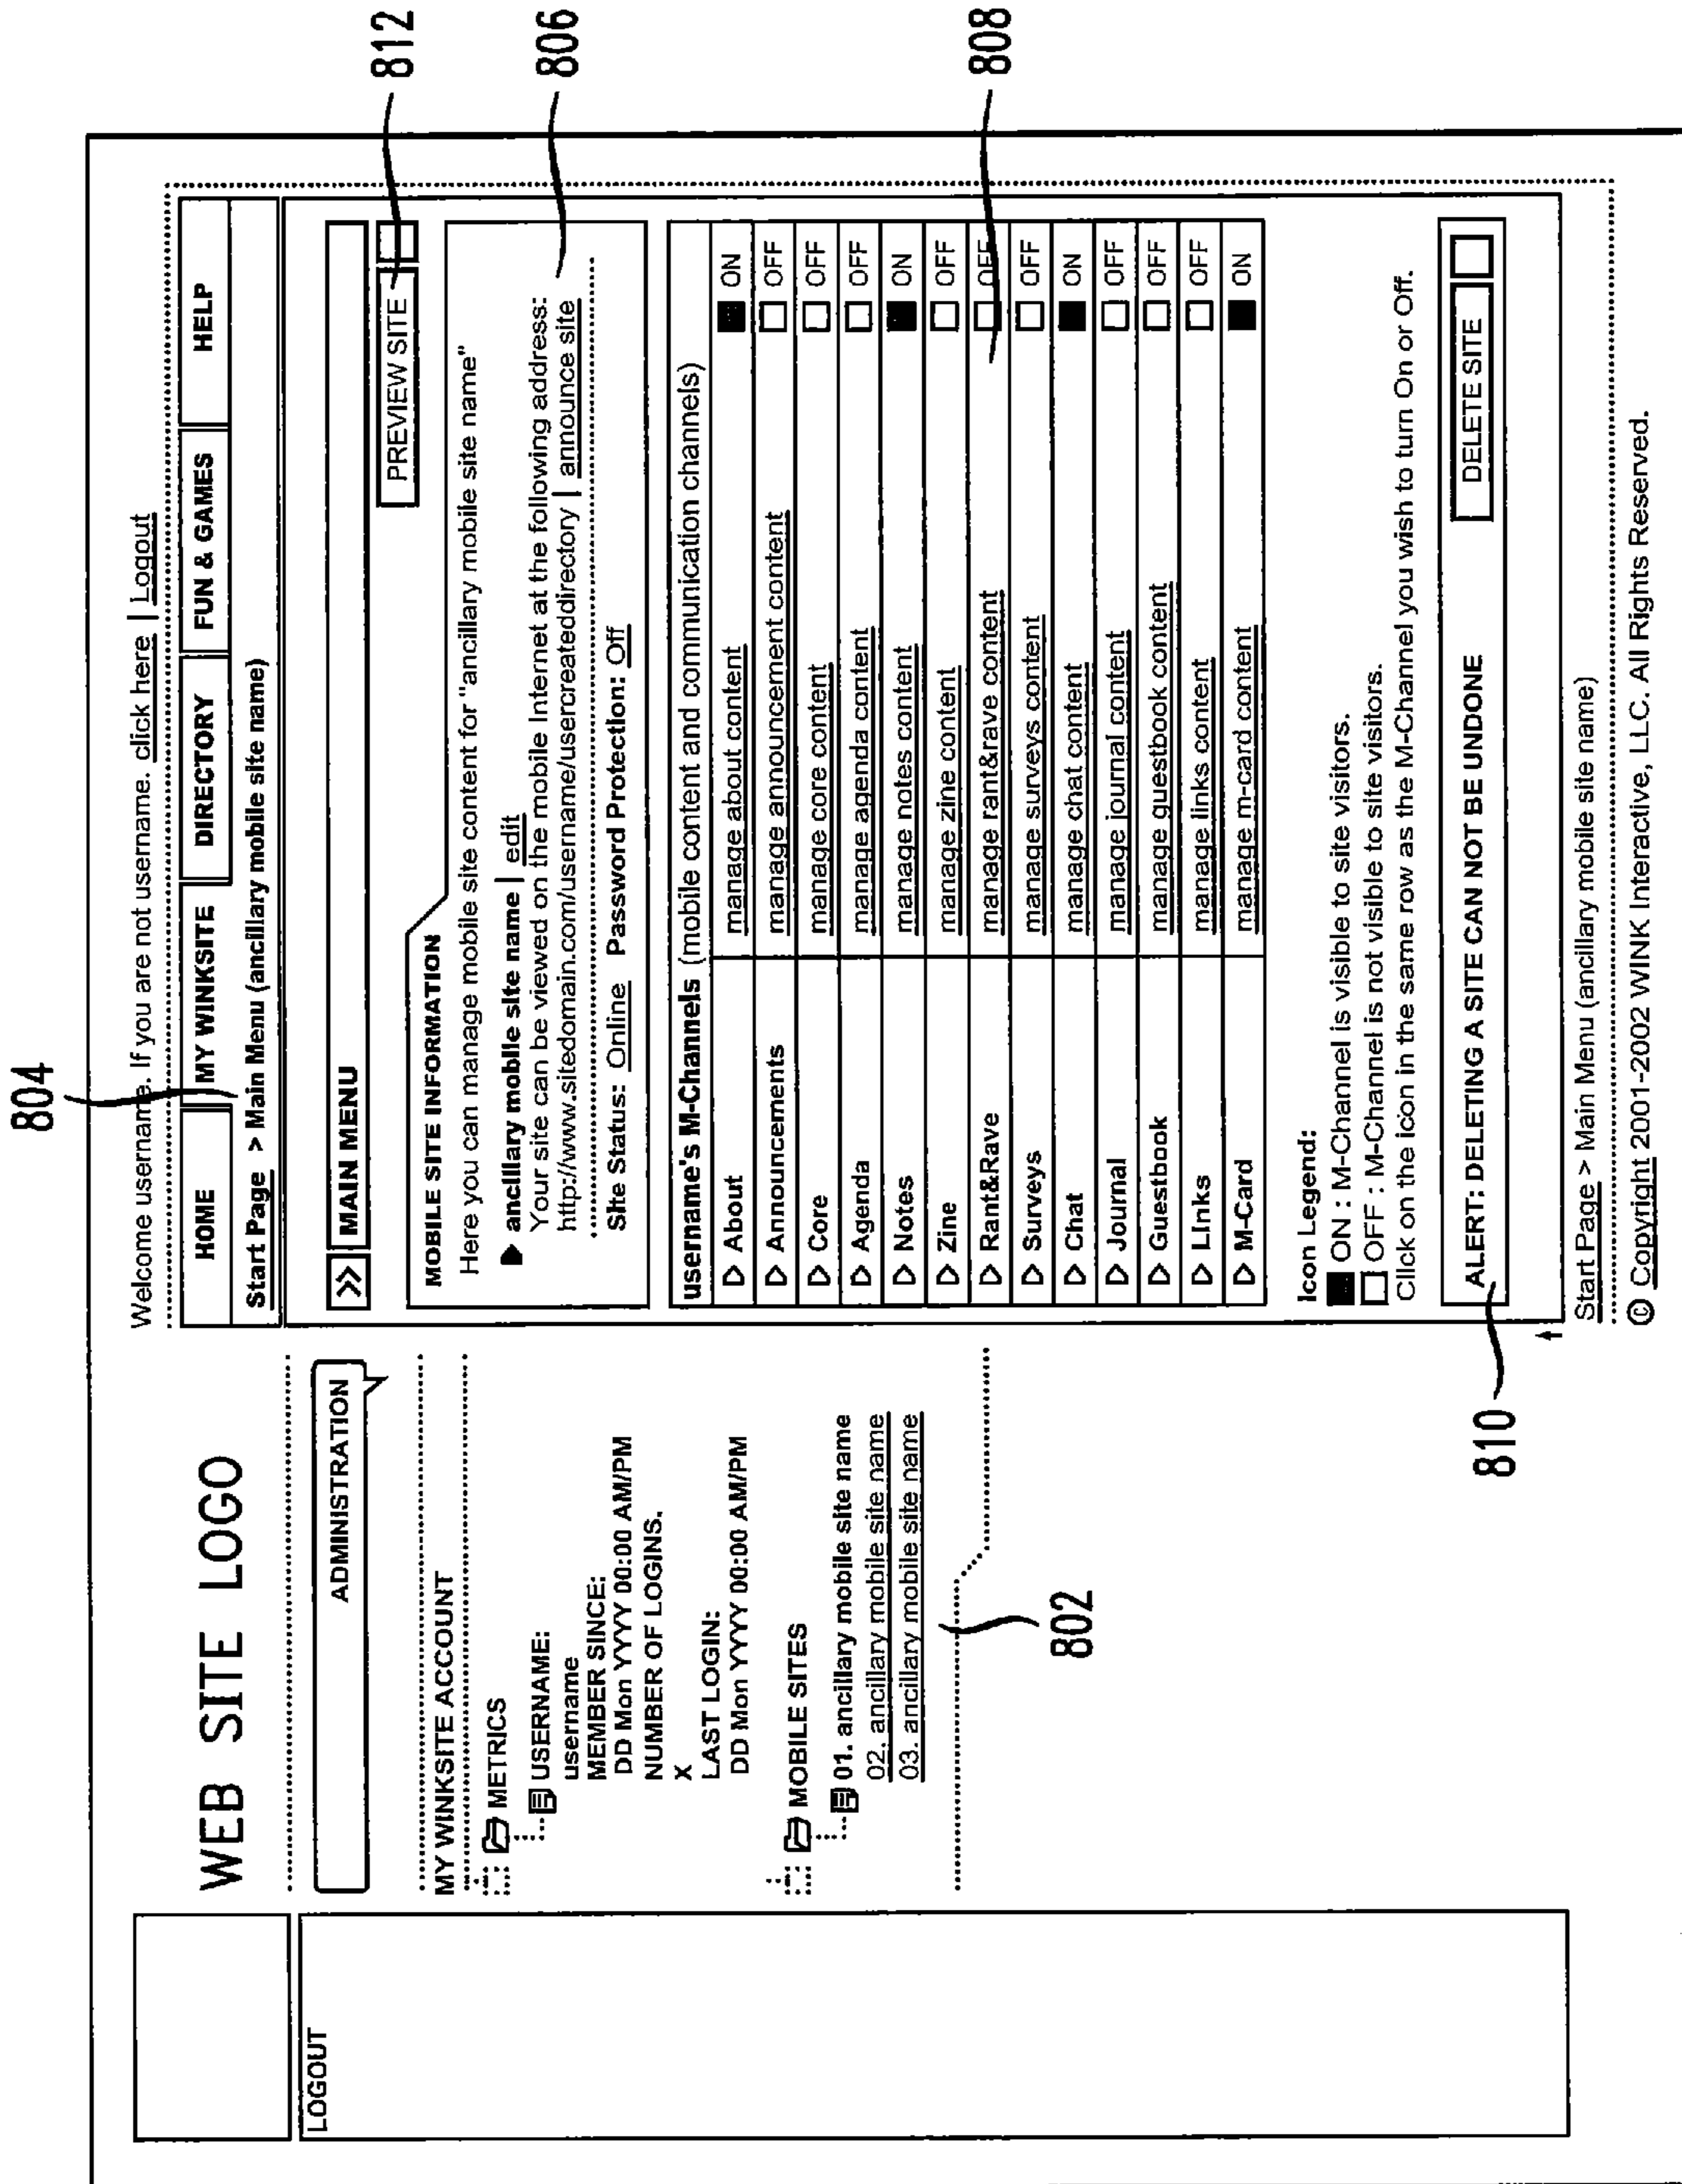 804
Welcome username. If you are not username. click here | Logout
HOME MY WINKSITE DIRECTORY FUN & GAMES HELP
Start Page > Main Menu (ancillary mobile site name)
WEB SITE LOGO
LOGOUT
ADMINISTRATION
MY WINKSITE ACCOUNT
METRICS
USERNAME:
username
MEMBER SINCE:
DD Mon YYYY 00:00 AM/PM
NUMBER OF LOGINS.
X
LAST LOGIN:
DD Mon YYYY 00:00 AM/PM
MOBILE SITES
01. ancillary mobile site name
02. ancillary mobile site name
03. ancillary mobile site name
802
>> MAIN MENU
PREVIEW SITE
812
MOBILE SITE INFORMATION
Here you can manage mobile site content for "ancillary mobile site name"
ancillary mobile site name | edit
Your site can be viewed on the mobile Internet at the following address:
http://www.sitedomain.com/username/usercreateddirectory | announce site
806
Site Status: Online Password Protection: Off
username's M-Channels (mobile content and communication channels)
About manage about content ON
Announcements manage announcement content OFF
Core manage core content OFF
Agenda manage agenda content OFF
Notes manage notes content ON
Zine manage zine content OFF
Rant&Rave manage rant&rave content OFF
808
Surveys manage surveys content OFF
Chat manage chat content ON
Journal manage journal content OFF
Guestbook manage guestbook content OFF
Links manage links content OFF
M-Card manage m-card content ON
Icon Legend:
ON : M-Channel is visible to site visitors.
OFF : M-Channel is not visible to site visitors.
Click on the icon in the same row as the M-Channel you wish to turn On or Off.
ALERT: DELETING A SITE CAN NOT BE UNDONE DELETE SITE
810
Start Page > Main Menu (ancillary mobile site name)
© Copyright 2001-2002 WINK Interactive, LLC. All Rights Reserved.